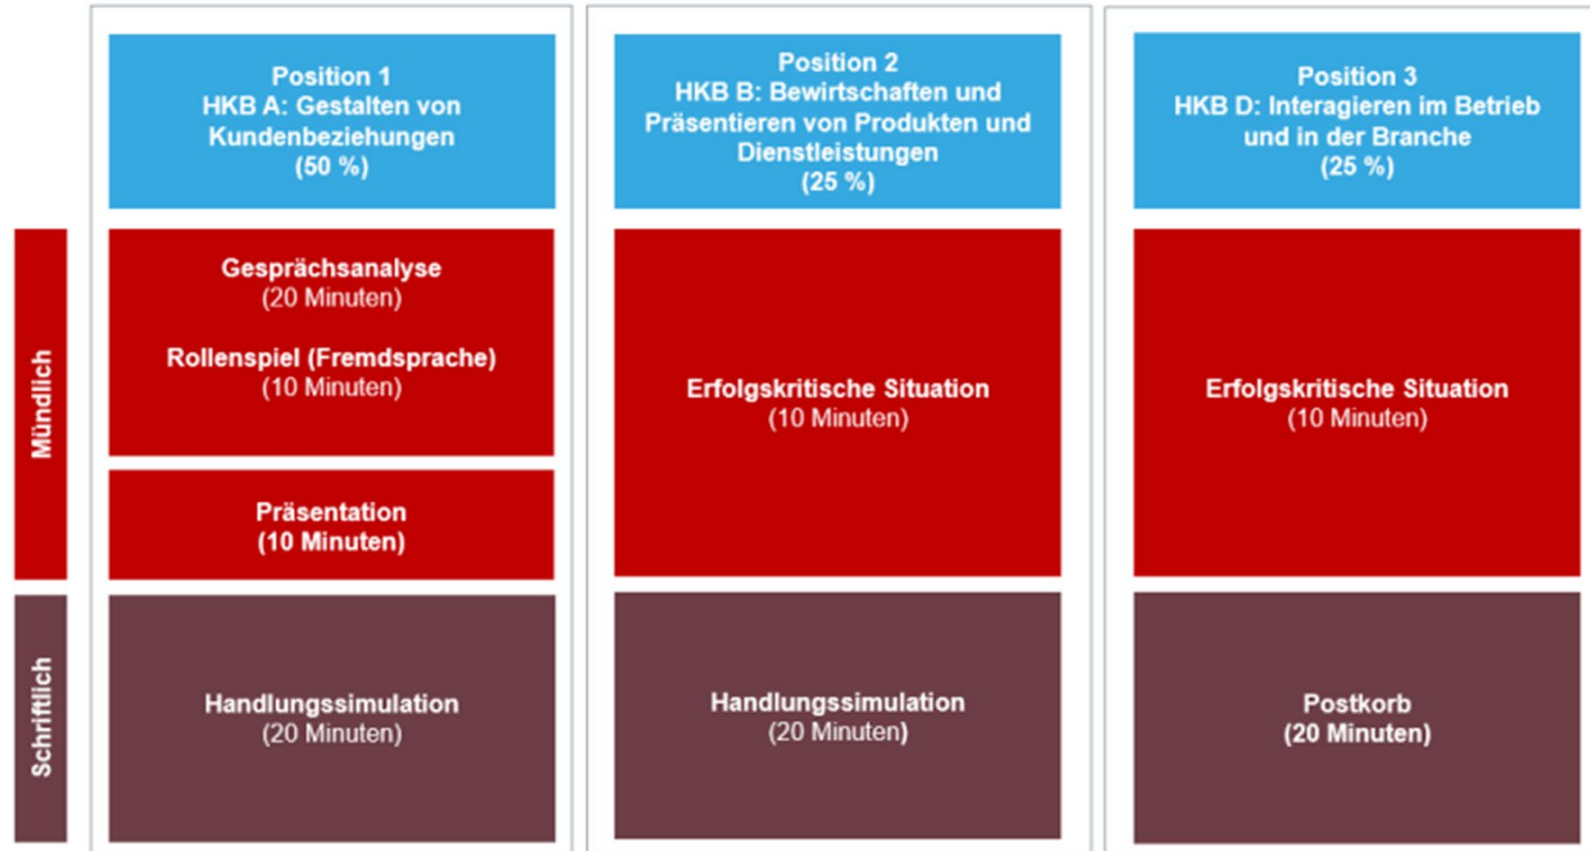 Position 1
HKB A: Gestalten von
Kundenbeziehungen
(50 %)
Position 2
HKB B: Bewirtschaften und
Präsentieren von Produkten und
Dienstleistungen
(25 %)
Position 3
HKB D: Interagieren im Betrieb
und in der Branche
(25 %)
Mündlich
Gesprächsanalyse
(20 Minuten)
Rollenspiel (Fremdsprache)
(10 Minuten)
Präsentation
(10 Minuten)
Erfolgskritische Situation
(10 Minuten)
Erfolgskritische Situation
(10 Minuten)
Schriftlich
Handlungssimulation
(20 Minuten)
Handlungssimulation
(20 Minuten)
Postkorb
(20 Minuten)